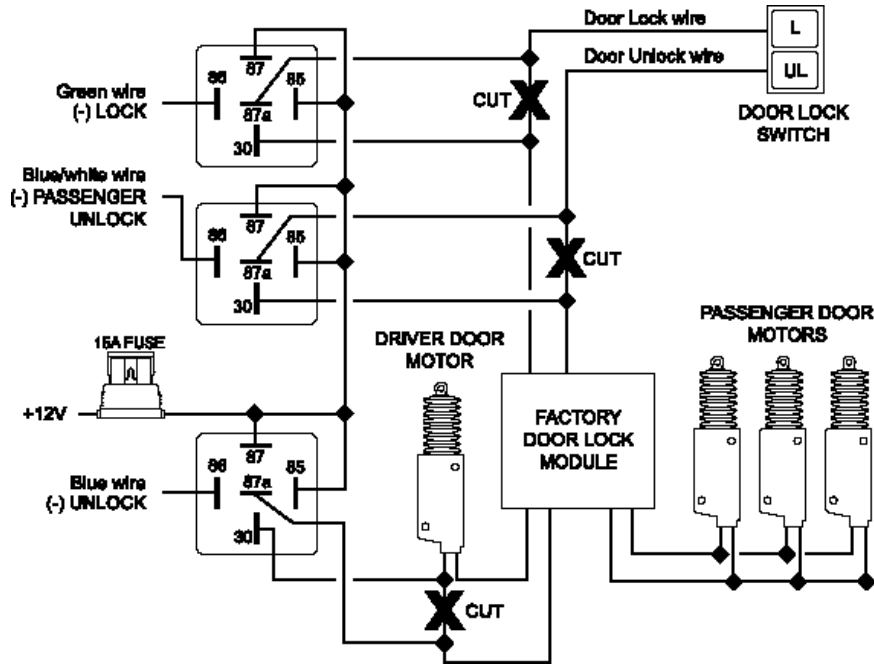 Door Lock wire
L
Door Unlock wire
UL
DOOR LOCK
SWITCH
CUT
87
86
85
87a
30
Green wire
(-) LOCK
Blue/white wire
(-) PASSENGER
UNLOCK
87
86
85
87a
30
CUT
15A FUSE
+12V
DRIVER DOOR
MOTOR
PASSENGER DOOR
MOTORS
FACTORY
DOOR LOCK
MODULE
87
86
85
87a
30
Blue wire
(-) UNLOCK
CUT